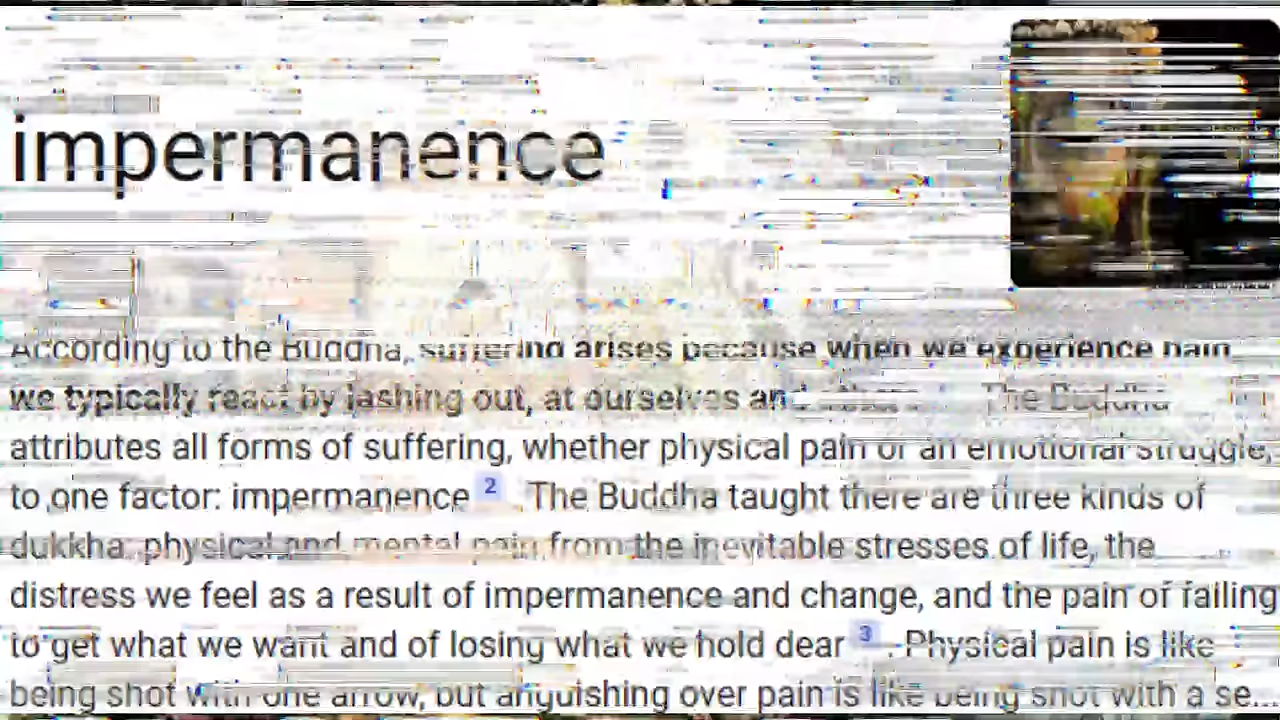 impermanence
According to the Buddha, suffering arises because when we experience pain
we typically react by lashing out, at ourselves and The Buddha
attributes all forms of suffering, whether physical pain or an emotional struggle,
to one factor: impermanence 2 . The Buddha taught there are three kinds of
dukkha: physical and mental pain from the inevitable stresses of life, the
distress we feel as a result of impermanence and change, and the pain of failing
to get what we want and of losing what we hold dear 3 . Physical pain is like
being shot with one arrow, but anguishing over pain is like being shot with a se...